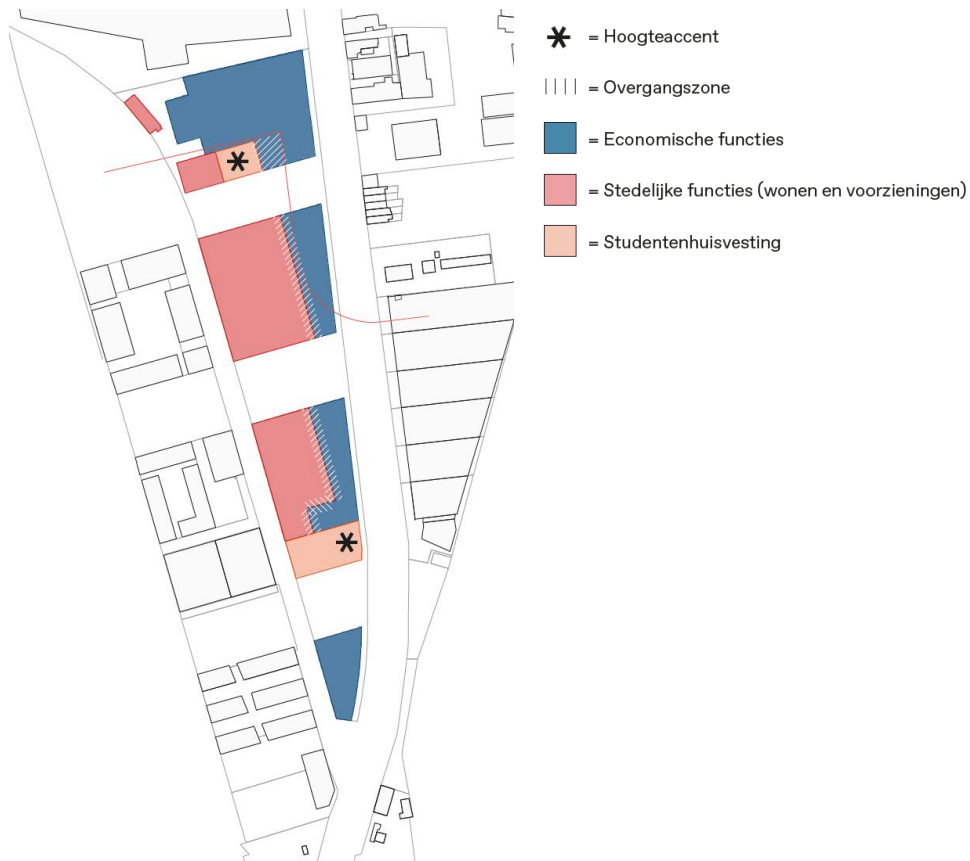 = Hoogteaccent
= Overgangszone
= Economische functies
= Stedelijke functies (wonen en voorzieningen)
= Studentenhuisvesting